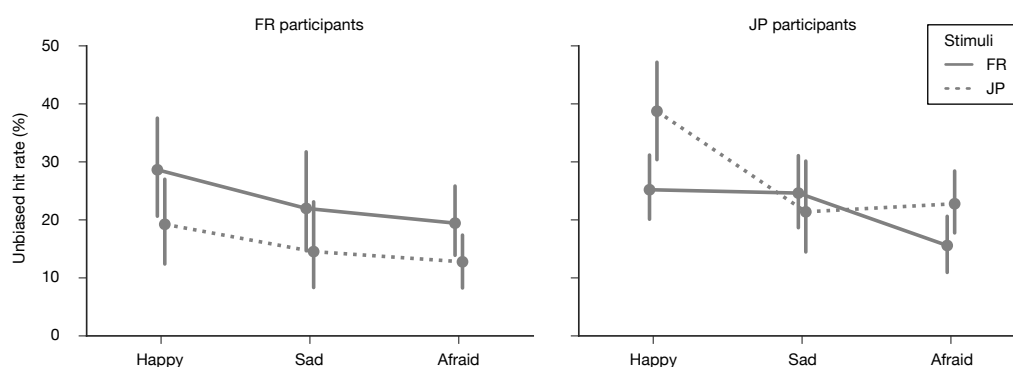 FR participants
JP participants
Stimuli
FR
JP
Unbiased hit rate (%)
50
40
30
20
10
0
Happy
Sad
Afraid
Happy
Sad
Afraid